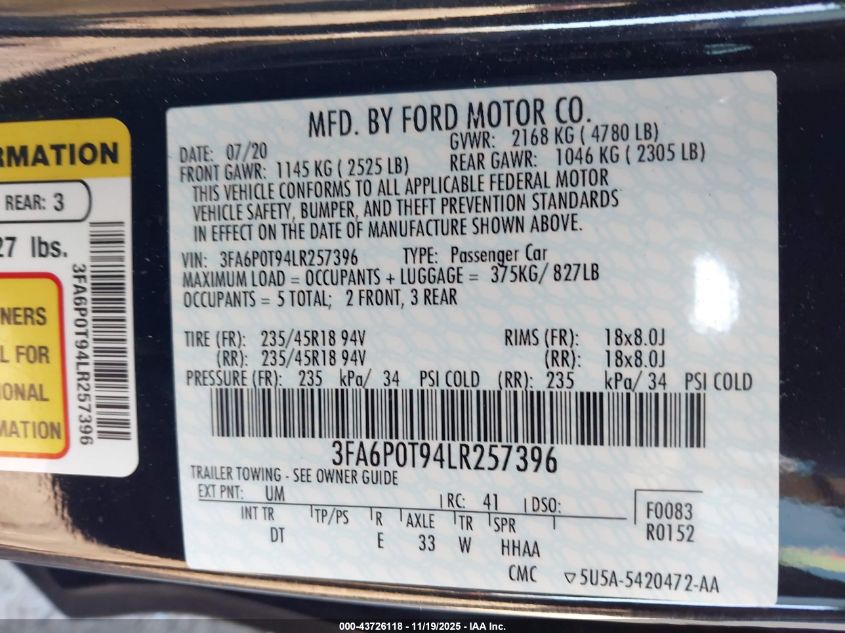 MFD. BY FORD MOTOR CO.
DATE: 07/20 GVWR: 2168 KG ( 4780 LB)
FRONT GAWR: 1145 KG ( 2525 LB) REAR GAWR: 1046 KG ( 2305 LB)
THIS VEHICLE CONFORMS TO ALL APPLICABLE FEDERAL MOTOR
VEHICLE SAFETY, BUMPER, AND THEFT PREVENTION STANDARDS
IN EFFECT ON THE DATE OF MANUFACTURE SHOWN ABOVE.
VIN: 3FA6P0T94LR257396 TYPE: Passenger Car
MAXIMUM LOAD = OCCUPANTS + LUGGAGE = 375KG/ 827LB
OCCUPANTS = 5 TOTAL; 2 FRONT, 3 REAR
TIRE (FR): 235/45R18 94V RIMS (FR): 18x8.0J
(RR): 235/45R18 94V (RR): 18x8.0J
PRESSURE (FR): 235 kPa/ 34 PSI COLD (RR): 235 kPa/ 34 PSI COLD
3FA6P0T94LR257396
TRAILER TOWING - SEE OWNER GUIDE
EXT PNT: UM RC: 41 DSO: F0083
R0152
INT TR TP/PS R AXLE TR SPR
DT E 33 W HHAA
CMC ▽5U5A-5420472-AA
RMATION
REAR: 3
27 lbs.
3FA6P0T94LR257396
NERS
L FOR
IONAL
MATION
000-43726118 - 11/19/2025 - IAA Inc.